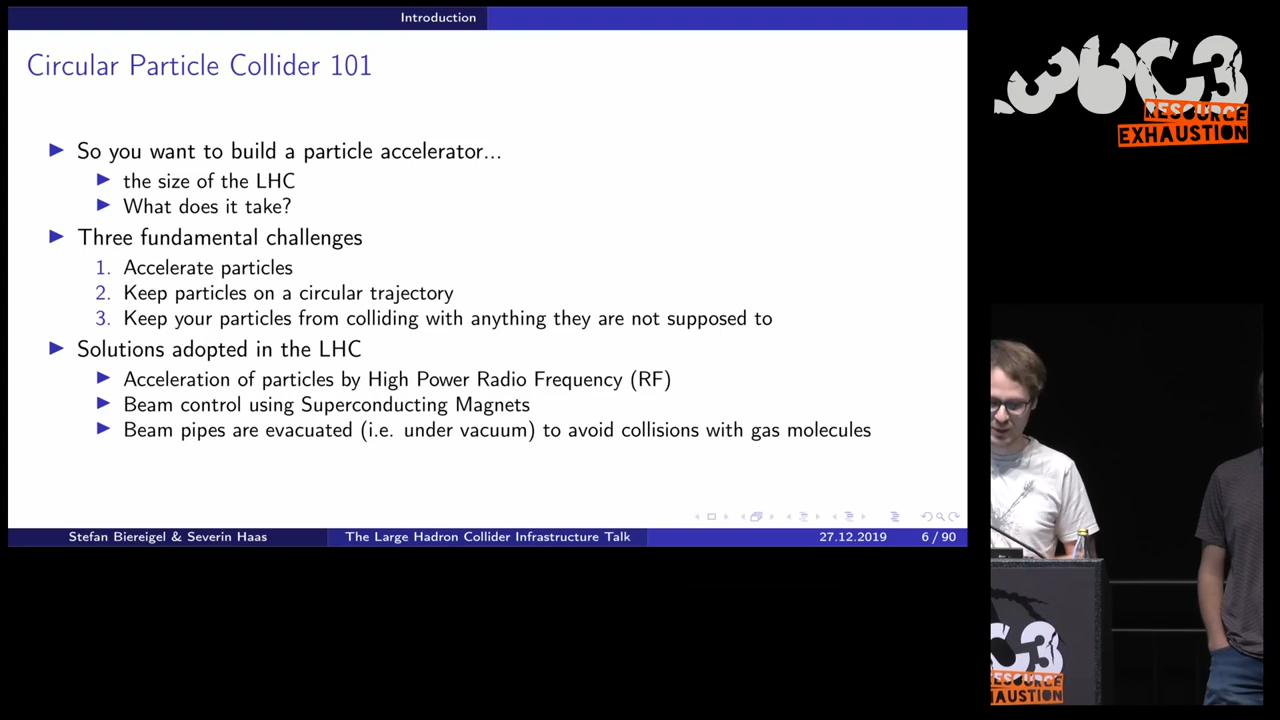 Introduction
Circular Particle Collider 101
So you want to build a particle accelerator...
the size of the LHC
What does it take?
Three fundamental challenges
1. Accelerate particles
2. Keep particles on a circular trajectory
3. Keep your particles from colliding with anything they are not supposed to
Solutions adopted in the LHC
Acceleration of particles by High Power Radio Frequency (RF)
Beam control using Superconducting Magnets
Beam pipes are evacuated (i.e. under vacuum) to avoid collisions with gas molecules
Stefan Biereigel & Severin Haas
The Large Hadron Collider Infrastructure Talk
27.12.2019
6 / 90
36C3
RESOURCE
EXHAUSTION
C3
RESOURCE
HAUSTION